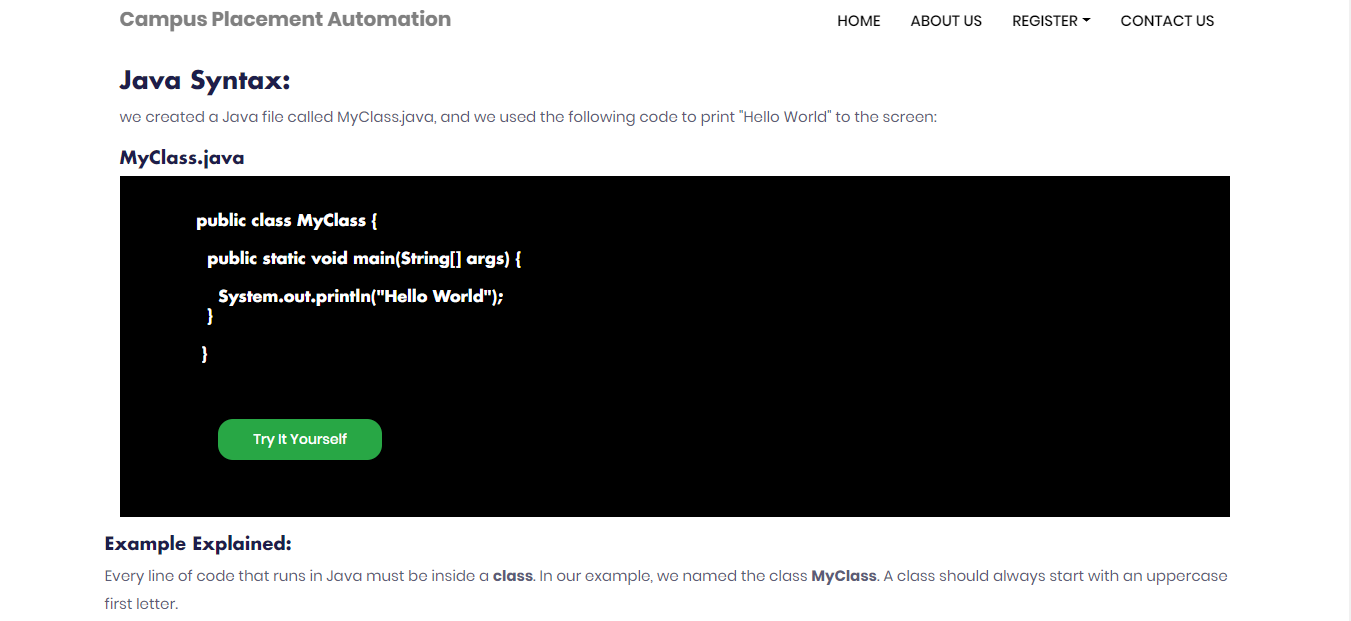 Campus Placement Automation HOME ABOUT US REGISTER CONTACT US
Java Syntax:
we created a Java file called MyClass.java, and we used the following code to print "Hello World" to the screen:
MyClass.java
public class MyClass {
public static void main(String[] args) {
System.out.println("Hello World");
}
}
Try It Yourself
Example Explained:
Every line of code that runs in Java must be inside a class. In our example, we named the class MyClass. A class should always start with an uppercase
first letter.